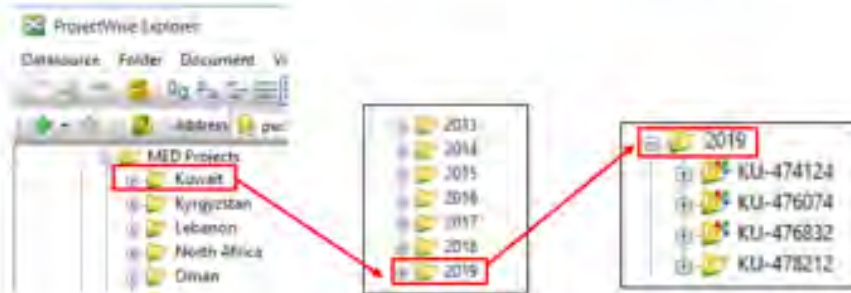 ProjectWise Explorer
Datasource Folder Document
Address
MED Projects
Kuwait
Kyrgyzstan
Lebanon
North Africa
Oman
2013
2014
2015
2016
2017
2018
2019
2019
KU-474124
KU-476074
KU-476832
KU-478212